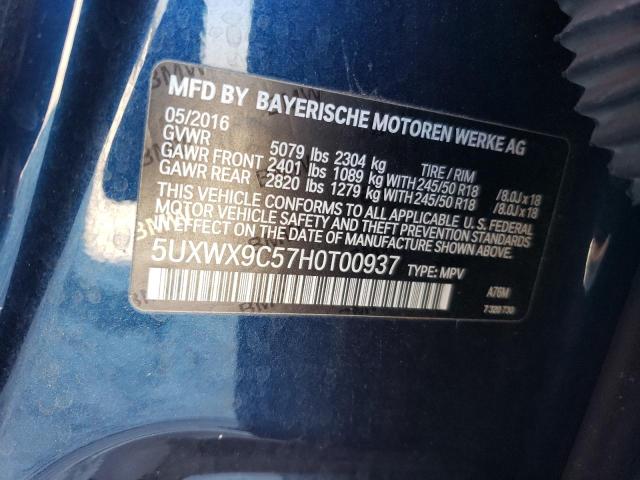 MFD BY BAYERISCHE MOTOREN WERKE AG
05/2016
GVWR 5079 lbs 2304 kg TIRE / RIM
GAWR FRONT 2401 lbs 1089 kg WITH 245/50 R18 /8.0J x 18
GAWR REAR 2820 lbs 1279 kg WITH 245/50 R18 /8.0J x 18
THIS VEHICLE CONFORMS TO ALL APPLICABLE U.S. FEDERAL
MOTOR VEHICLE SAFETY AND THEFT PREVENTION STANDARDS
IN EFFECT ON THE DATE OF MANUFACTURE SHOWN ABOVE.
5UXWX9C57H0T00937 TYPE: MPV
A76M
7 320 730